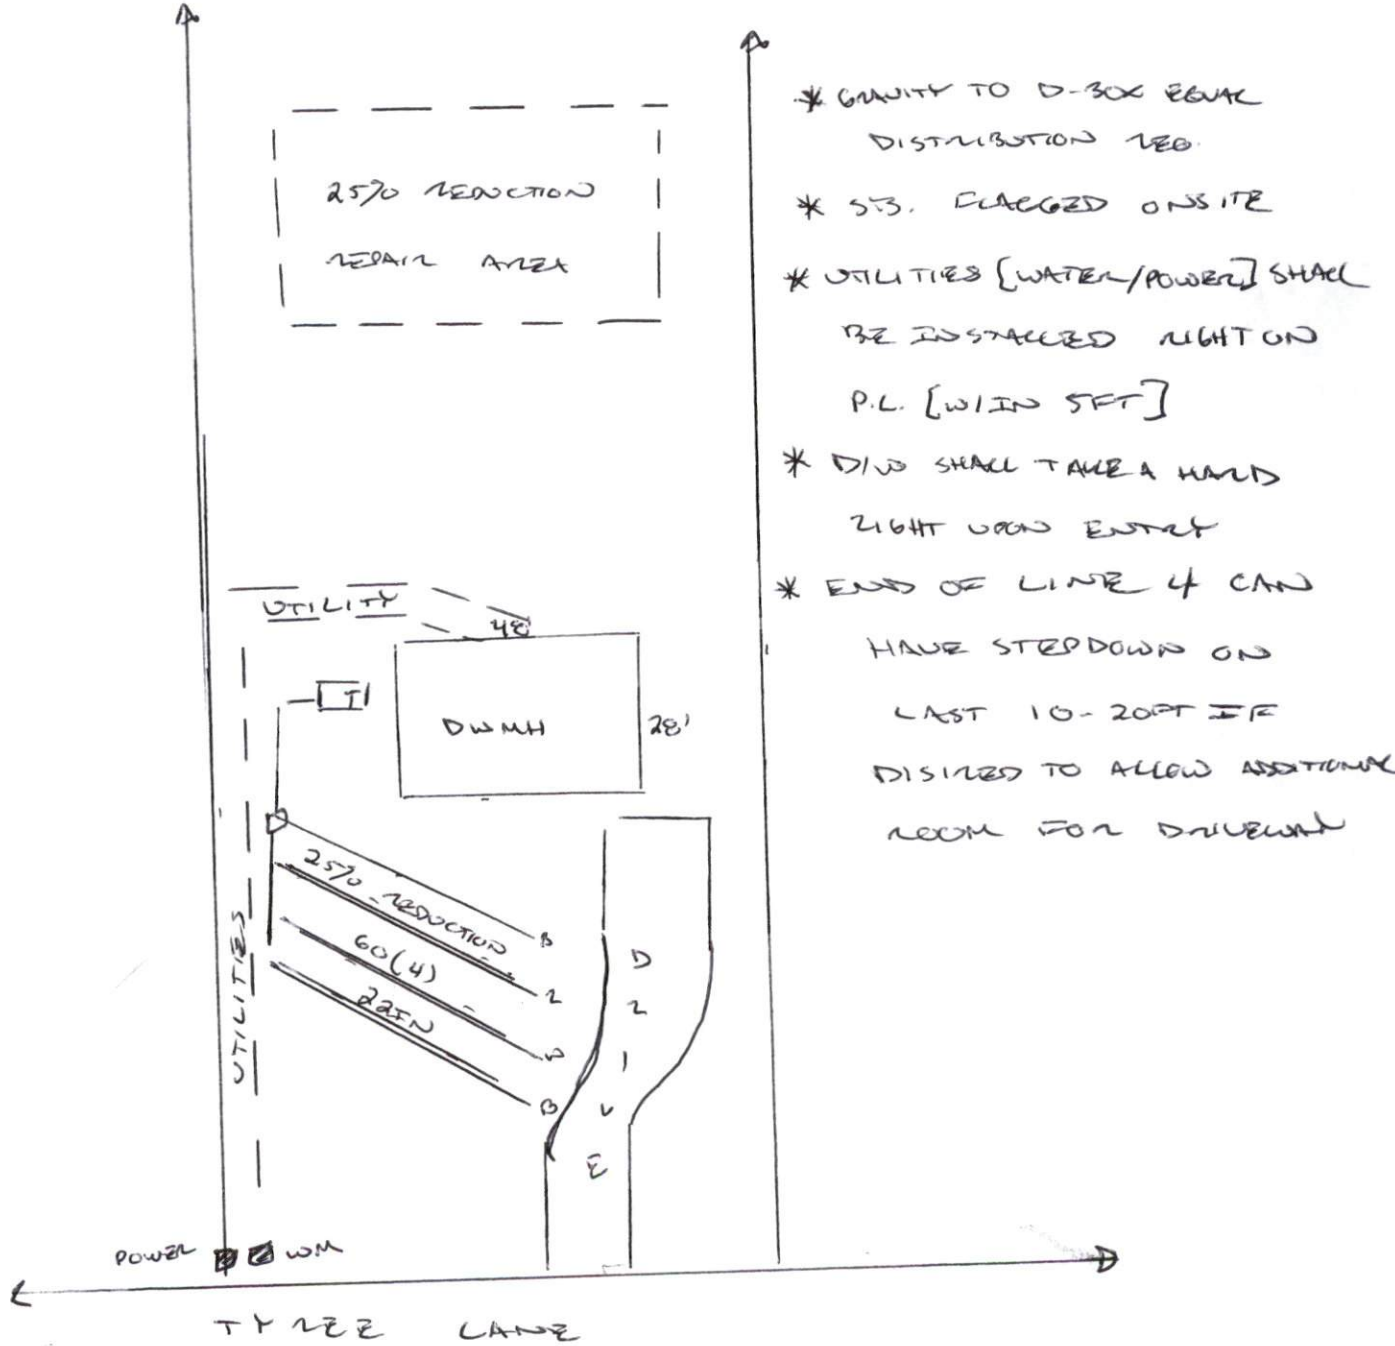 25% REDUCTION
REPAIR AREA
* GRAVITY TO D-BOX EQUAL
DISTRIBUTION REQ.
* S.B. FLAGGED ONSITE
* UTILITIES [WATER/POWER] SHALL
BE INSTALLED RIGHT ON
P.L. [W/IN 5FT]
* D/W SHALL TAKE A HARD
RIGHT UPON ENTRY
* END OF LINE 4 CAN
HAVE STEPDOWN ON
LAST 10-20FT IF
DISIRED TO ALLOW ADDITIONAL
ROOM FOR DRIVEWAY
UTILITY
48'
T
DWMH
28'
D
25% REDUCTION
60(4)
22IN
B
R
W
B
UTILITIES
DRIVE
POWER
WM
TYREE LANE